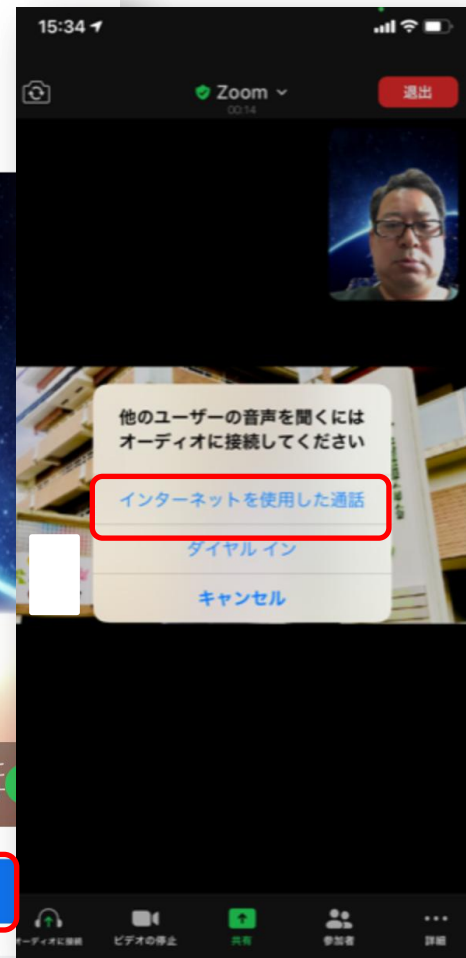 15:34
Zoom
00:14
退出
他のユーザーの音声を聞くには
オーディオに接続してください
インターネットを使用した通話
ダイヤル イン
キャンセル
オーディオに接続
ビデオの停止
共有
参加者
詳細